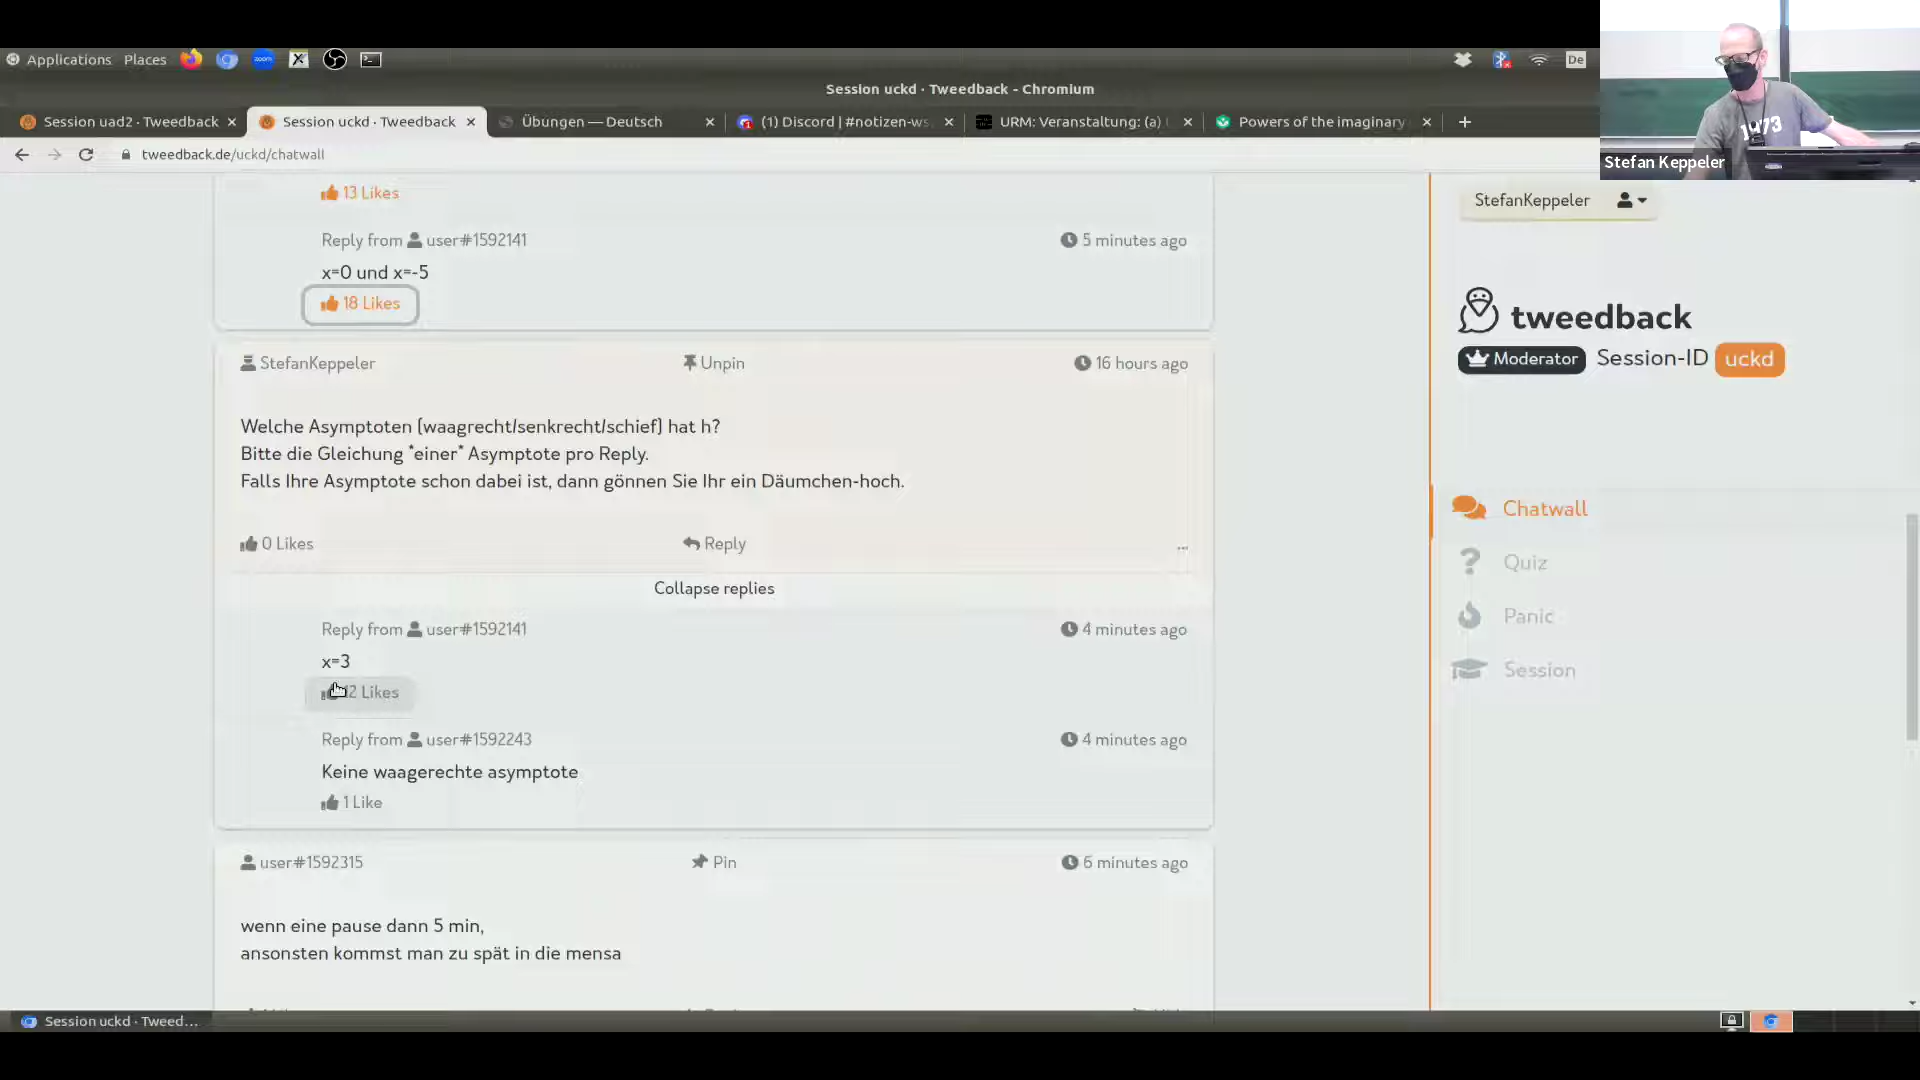 Applications Places zoom De
Session uckd · Tweedback - Chromium
Session uad2 · Tweedback
Session uckd · Tweedback
Übungen — Deutsch
(1) Discord | #notizen-ws
URM: Veranstaltung: (a)
Powers of the imaginary
tweedback.de/uckd/chatwall
1973
Stefan Keppeler
13 Likes
Reply from user#1592141 5 minutes ago
x=0 und x=-5
18 Likes
StefanKeppeler Unpin 16 hours ago
Welche Asymptoten (waagrecht/senkrecht/schief) hat h?
Bitte die Gleichung *einer* Asymptote pro Reply.
Falls Ihre Asymptote schon dabei ist, dann gönnen Sie Ihr ein Däumchen-hoch.
0 Likes Reply ...
Collapse replies
Reply from user#1592141 4 minutes ago
x=3
12 Likes
Reply from user#1592243 4 minutes ago
Keine waagerechte asymptote
1 Like
user#1592315 Pin 6 minutes ago
wenn eine pause dann 5 min,
ansonsten kommst man zu spät in die mensa
StefanKeppeler
tweedback
Moderator Session-ID uckd
Chatwall
Quiz
Panic
Session
Session uckd · Tweed...